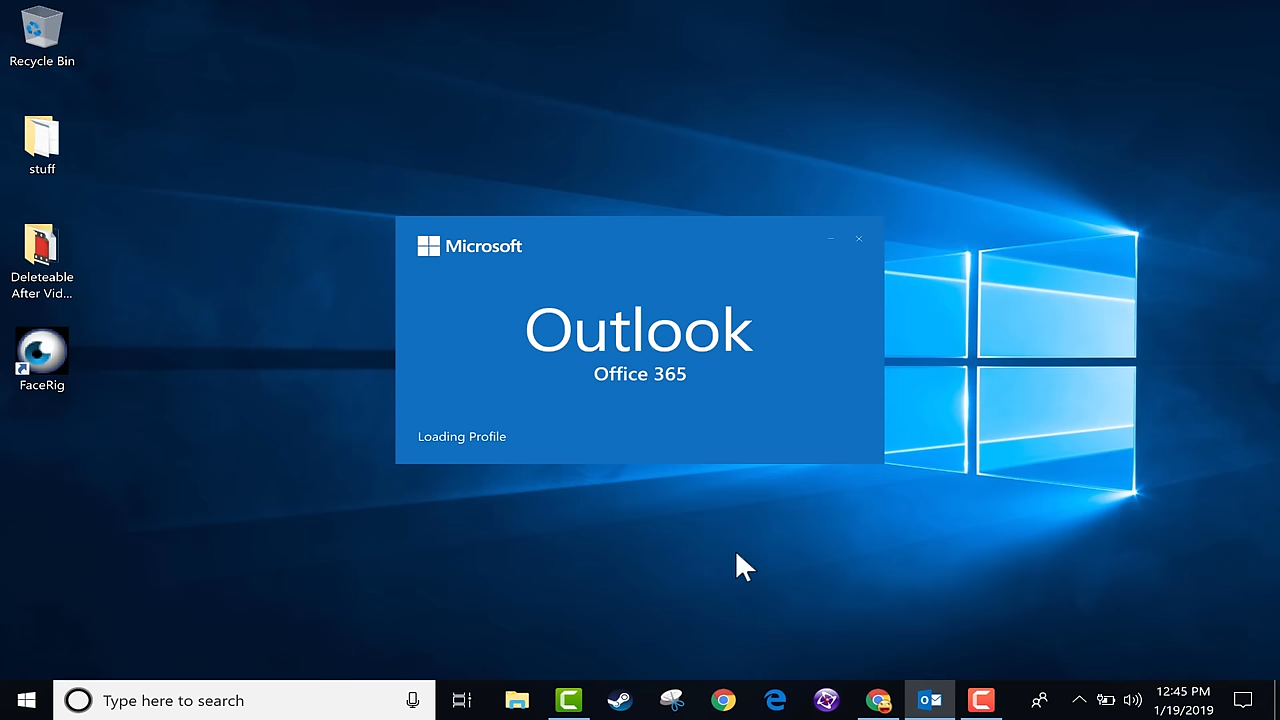 Recycle Bin
stuff
Deleteable
After Vid...
FaceRig
Microsoft
Outlook
Office 365
Loading Profile
Type here to search
12:45 PM
1/19/2019